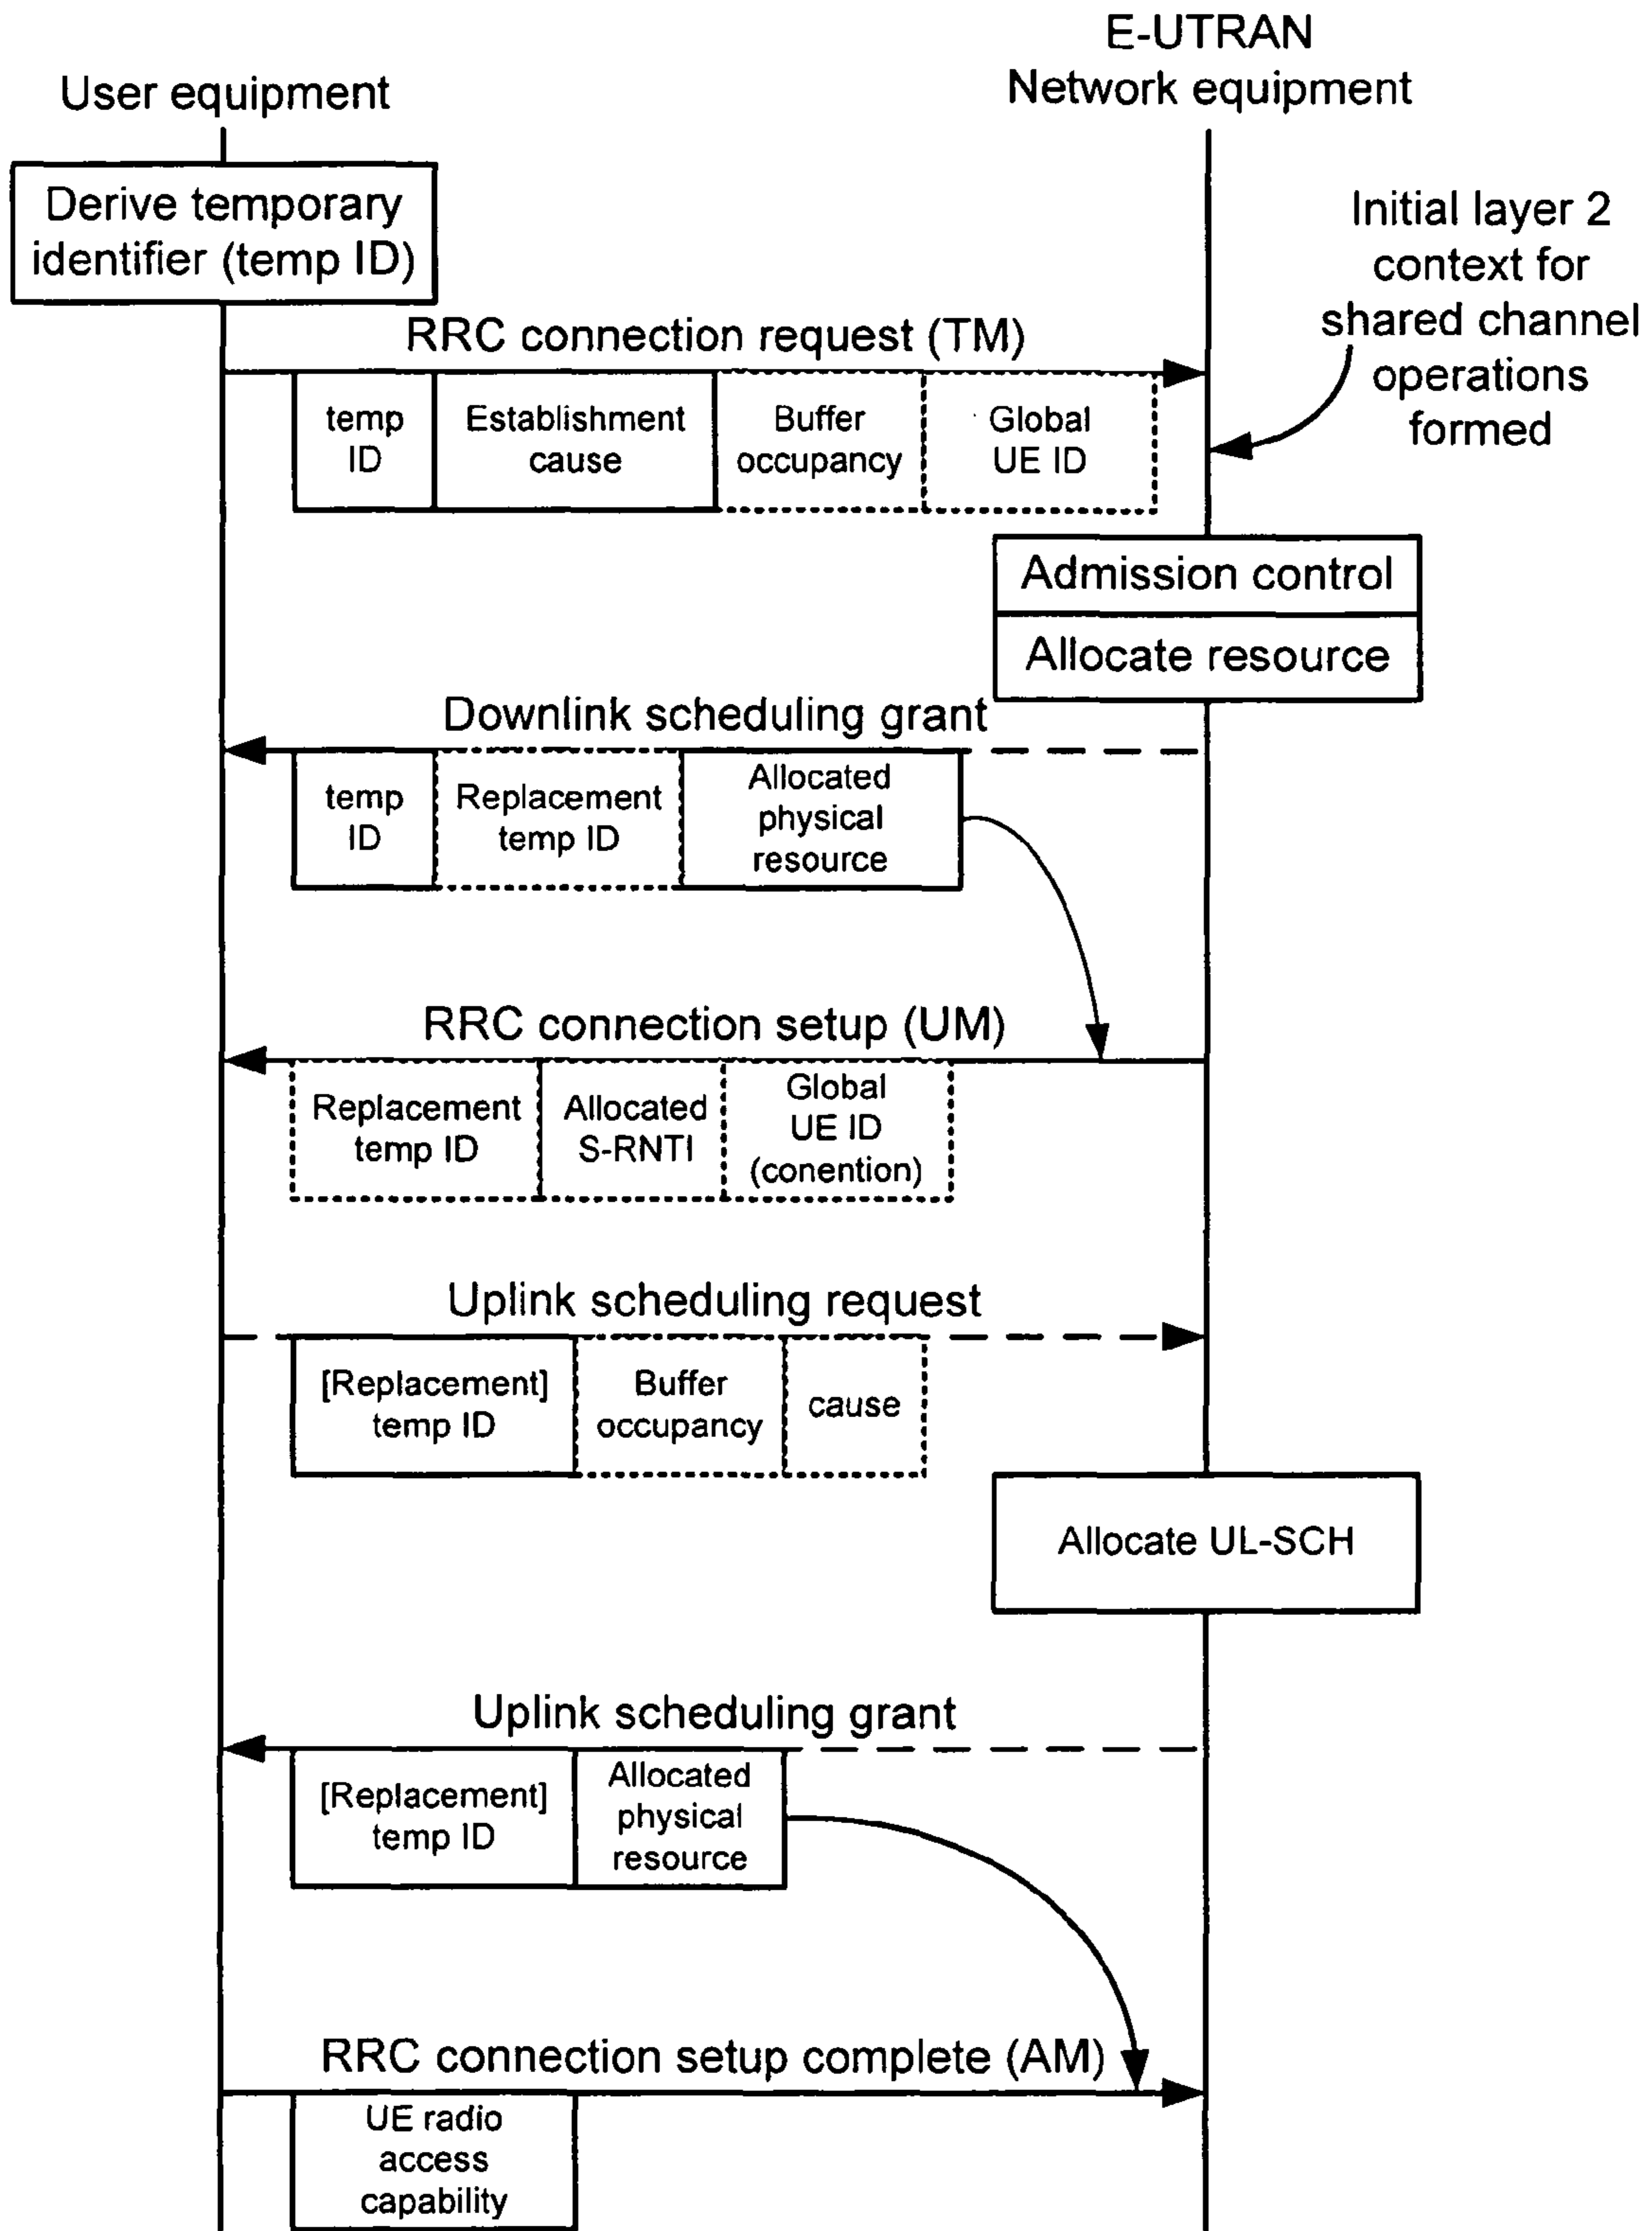 E-UTRAN
Network equipment
User equipment
Derive temporary
identifier (temp ID)
Initial layer 2
context for
shared channel
operations
formed
RRC connection request (TM)
temp
ID
Establishment
cause
Buffer
occupancy
Global
UE ID
Admission control
Allocate resource
Downlink scheduling grant
temp
ID
Replacement
temp ID
Allocated
physical
resource
RRC connection setup (UM)
Replacement
temp ID
Allocated
S-RNTI
Global
UE ID
(conention)
Uplink scheduling request
[Replacement]
temp ID
Buffer
occupancy
cause
Allocate UL-SCH
Uplink scheduling grant
[Replacement]
temp ID
Allocated
physical
resource
RRC connection setup complete (AM)
UE radio
access
capability